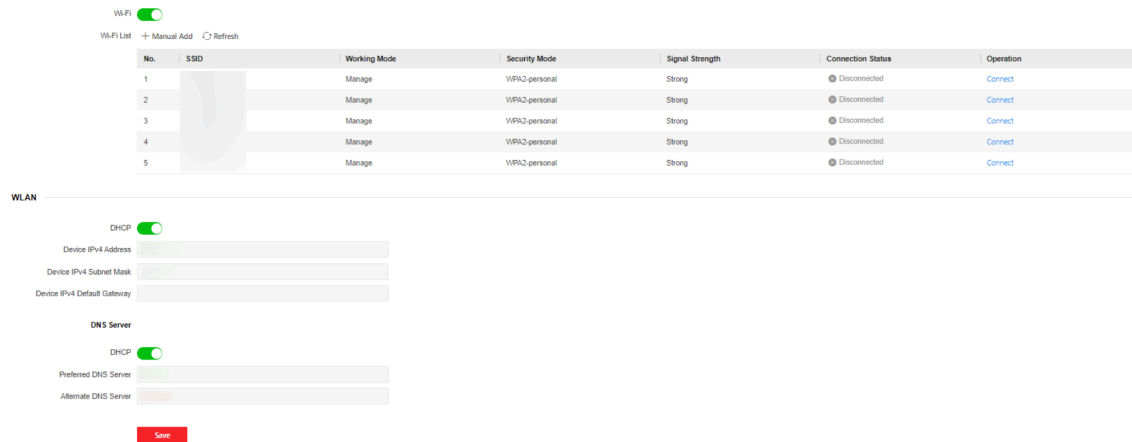 Wi-Fi
Wi-Fi List + Manual Add Refresh
No. SSID Working Mode Security Mode Signal Strength Connection Status Operation
1 Manage WPA2-personal Strong Disconnected Connect
2 Manage WPA2-personal Strong Disconnected Connect
3 Manage WPA2-personal Strong Disconnected Connect
4 Manage WPA2-personal Strong Disconnected Connect
5 Manage WPA2-personal Strong Disconnected Connect
WLAN
DHCP
Device IPv4 Address
Device IPv4 Subnet Mask
Device IPv4 Default Gateway
DNS Server
DHCP
Preferred DNS Server
Alternate DNS Server
Save